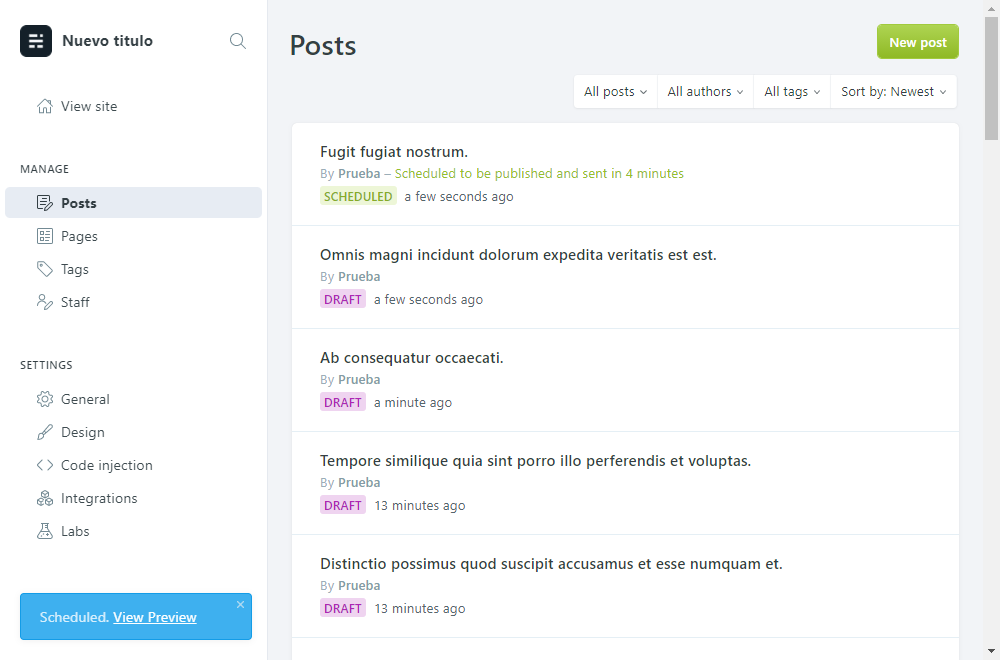 Nuevo titulo
View site
MANAGE
Posts
Pages
Tags
Staff
SETTINGS
General
Design
Code injection
Integrations
Labs
Scheduled. View Preview
Posts
New post
All posts
All authors
All tags
Sort by: Newest
Fugit fugiat nostrum.
By Prueba – Scheduled to be published and sent in 4 minutes
SCHEDULED a few seconds ago
Omnis magni incidunt dolorum expedita veritatis est est.
By Prueba
DRAFT a few seconds ago
Ab consequatur occaecati.
By Prueba
DRAFT a minute ago
Tempore similique quia sint porro illo perferendis et voluptas.
By Prueba
DRAFT 13 minutes ago
Distinctio possimus quod suscipit accusamus et esse numquam et.
By Prueba
DRAFT 13 minutes ago